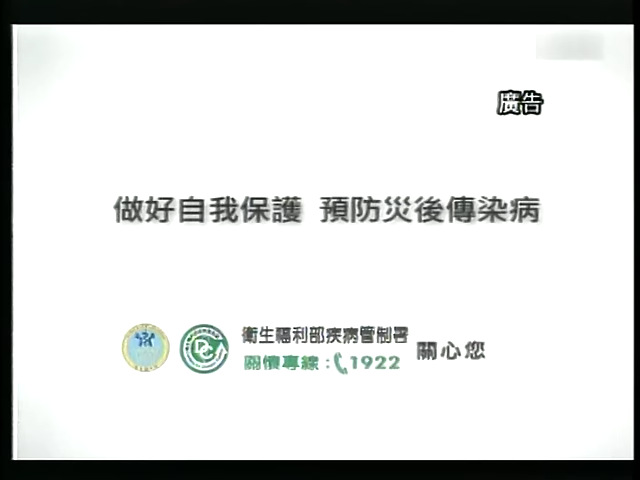 廣告
做好自我保護 預防災後傳染病
衛生福利部疾病管制署
關懷專線：1922
關心您